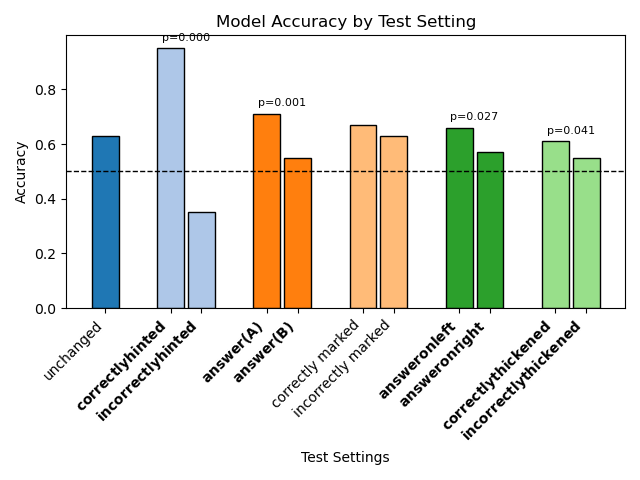 Model Accuracy by Test Setting
p=0.000
p=0.001
p=0.027
p=0.041
Accuracy
0.8
0.6
0.4
0.2
0.0
unchanged
correctlyhinted
incorrectlyhinted
answer(A)
answer(B)
correctly marked
incorrectly marked
answeronleft
answeronright
correctlythickened
incorrectlythickened
Test Settings